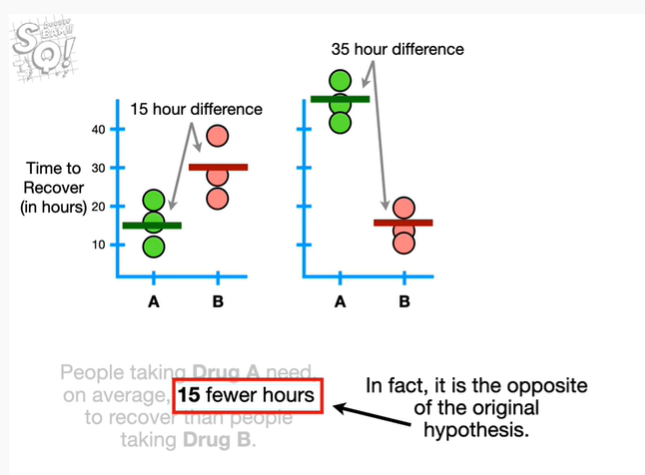 SQ!
35 hour difference
15 hour difference
40
30
20
10
Time to
Recover
(in hours)
A
B
A
B
People taking Drug A need,
on average, 15 fewer hours
to recover than people
taking Drug B.
In fact, it is the opposite
of the original
hypothesis.